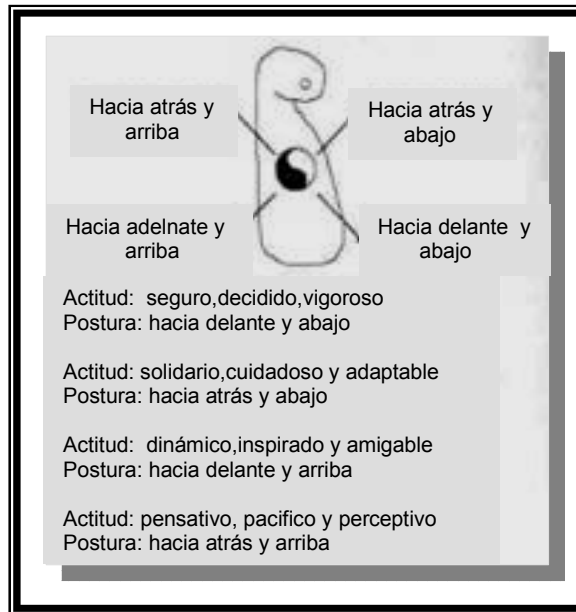 Hacia atrás y
arriba
Hacia atrás y
abajo
Hacia adelnate y
arriba
Hacia delante  y
abajo
Actitud:  seguro,decidido,vigoroso
Postura: hacia delante y abajo
Actitud: solidario,cuidadoso y adaptable
Postura: hacia atrás y abajo
Actitud:  dinámico,inspirado y amigable
Postura: hacia delante y arriba
Actitud: pensativo, pacifico y perceptivo
Postura: hacia atrás y arriba